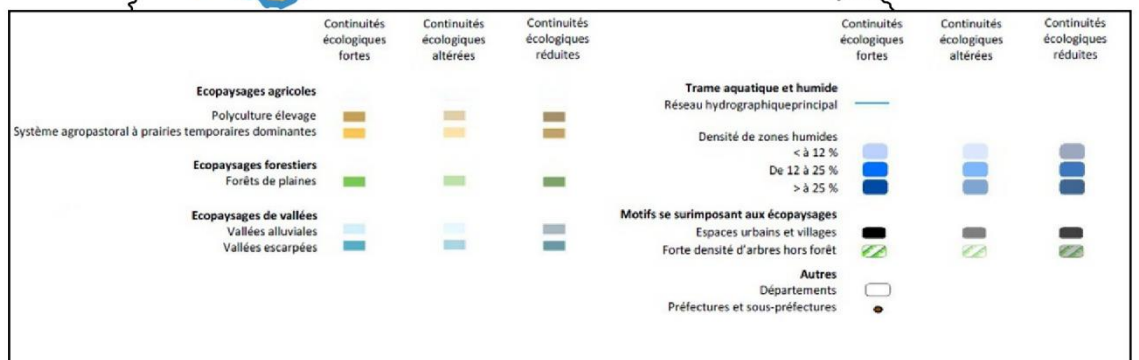 Continuités écologiques fortes
Continuités écologiques altérées
Continuités écologiques réduites
Ecopaysages agricoles
Polyculture élevage
Système agropastoral à prairies temporaires dominantes
Ecopaysages forestiers
Forêts de plaines
Ecopaysages de vallées
Vallées alluviales
Vallées escarpées
Continuités écologiques fortes
Continuités écologiques altérées
Continuités écologiques réduites
Trame aquatique et humide
Réseau hydrographiqueprincipal
Densité de zones humides
< à 12 %
De 12 à 25 %
> à 25 %
Motifs se surimposant aux écopaysages
Espaces urbains et villages
Forte densité d'arbres hors forêt
Autres
Départements
Préfectures et sous-préfectures